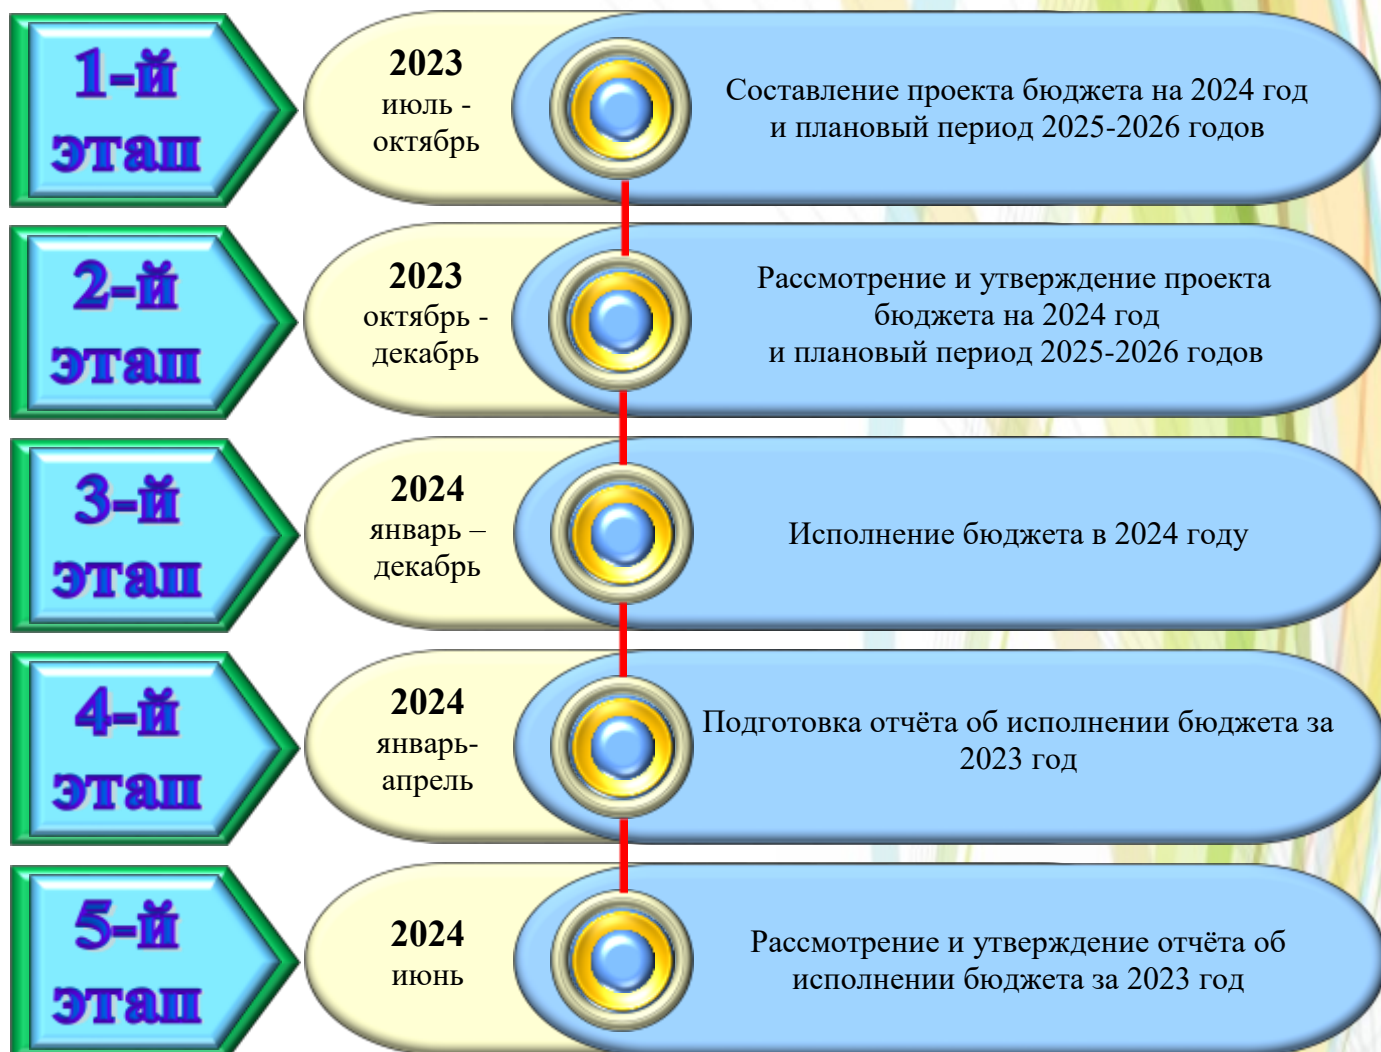 1-й
этап
2023
июль -
октябрь
Составление проекта бюджета на 2024 год
и плановый период 2025-2026 годов
2-й
этап
2023
октябрь -
декабрь
Рассмотрение и утверждение проекта
бюджета на 2024 год
и плановый период 2025-2026 годов
3-й
этап
2024
январь –
декабрь
Исполнение бюджета в 2024 году
4-й
этап
2024
январь-
апрель
Подготовка отчёта об исполнении бюджета за
2023 год
5-й
этап
2024
июнь
Рассмотрение и утверждение отчёта об
исполнении бюджета за 2023 год